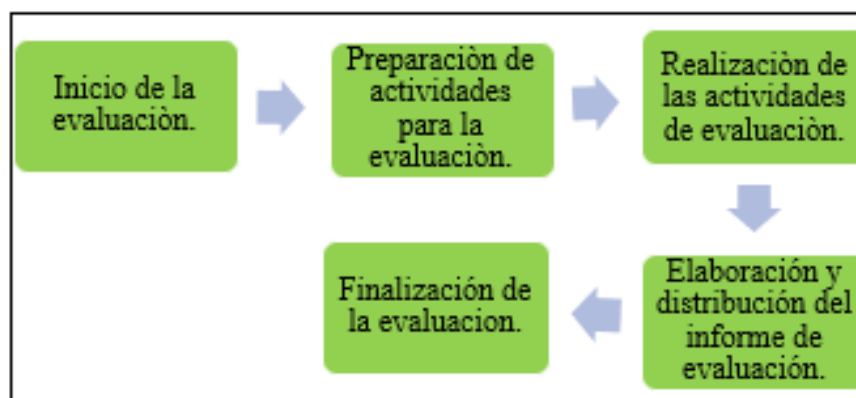 Inicio de la
evaluaciòn.
Preparaciòn de
actividades
para la
evaluaciòn.
Realizaciòn de
las actividades
de evaluaciòn.
Elaboración y
distribución del
informe de
evaluación.
Finalización de
la evaluacion.